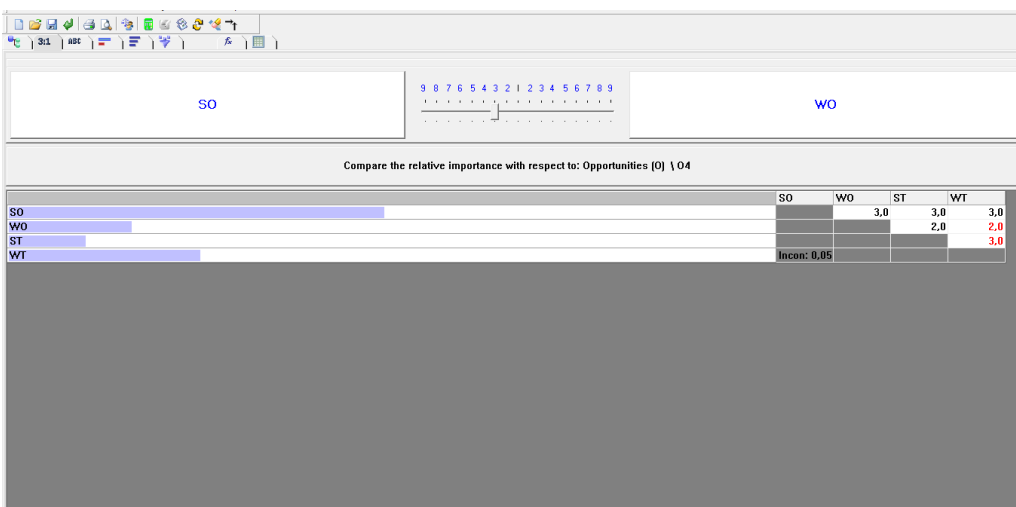 3:1 ABC fx
SO
9 8 7 6 5 4 3 2 1 2 3 4 5 6 7 8 9
WO
Compare the relative importance with respect to: Opportunities (O) \ O4
SO WO ST WT
SO 3,0 3,0 3,0
WO 2,0 2,0
ST 3,0
WT Incon: 0,05